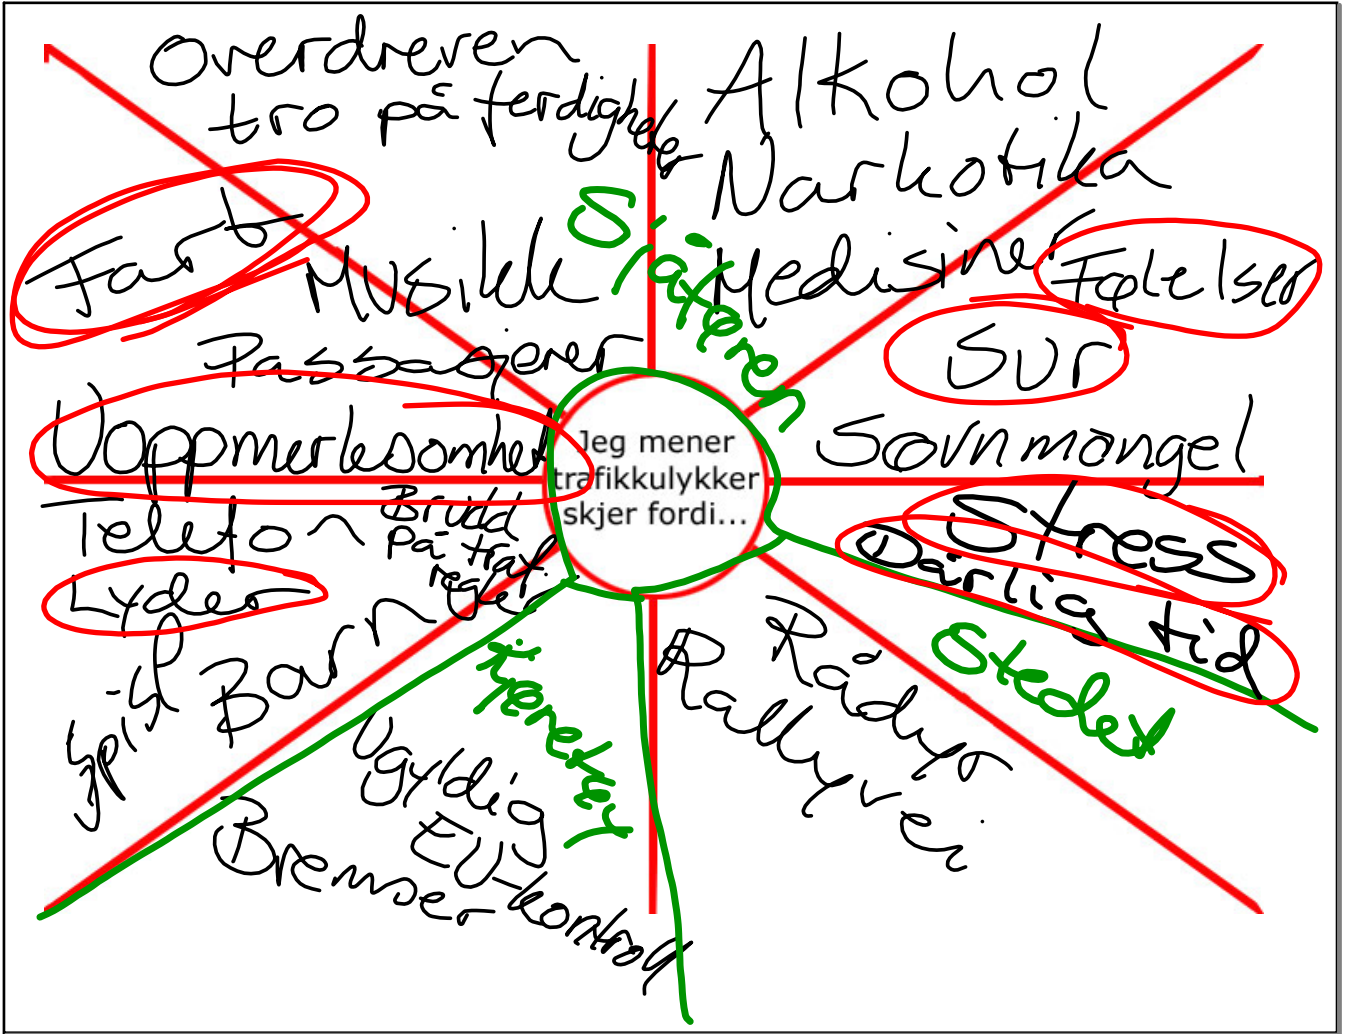 Overdreven
tro på ferdigheter
Alkohol
Narkotika
Sjåføren
Fart
Musikk
Medisiner
Følelser
Passasjerer
Sur
Uoppmerksomhet
Jeg mener
trafikkulykker
skjer fordi...
Søvnmangel
Telefon
Brudd
på traf.
regler
Stress
Dårlig tid
Lyder
Barn
Kjøretøy
Rådyr
Rallyvei
Stedet
Ugyldig
EU-kontroll
Bremser